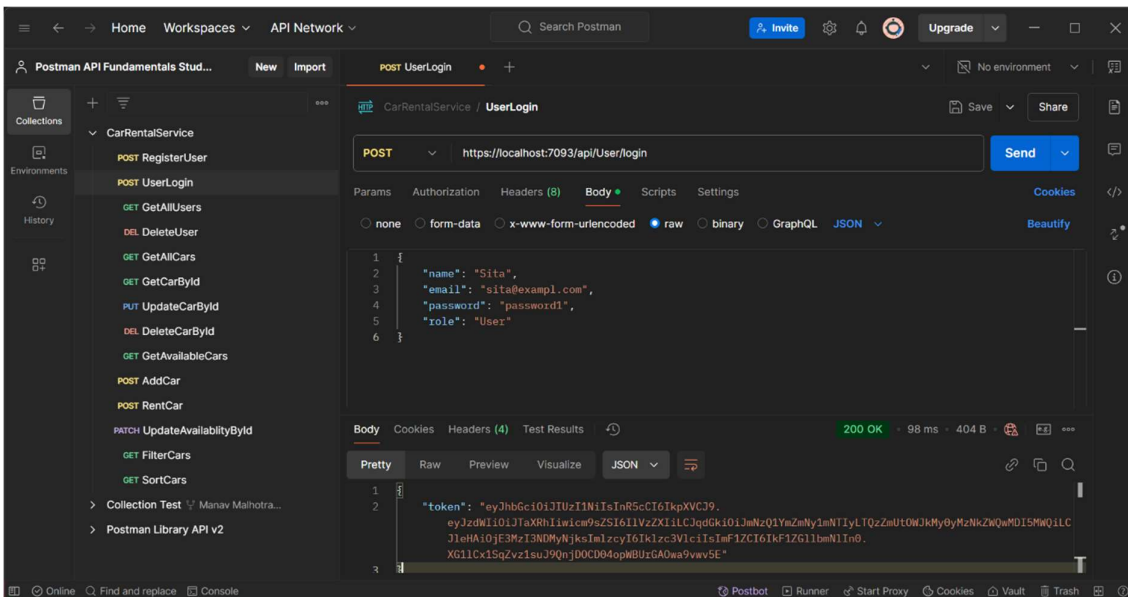 Home Workspaces API Network Search Postman Invite Upgrade
Postman API Fundamentals Stud... New Import POST UserLogin No environment
Collections
Environments
History
CarRentalService
POST RegisterUser
POST UserLogin
GET GetAllUsers
DEL DeleteUser
GET GetAllCars
GET GetCarById
PUT UpdateCarById
DEL DeleteCarById
GET GetAvailableCars
POST AddCar
POST RentCar
PATCH UpdateAvailablityById
GET FilterCars
GET SortCars
Collection Test Manav Malhotra...
Postman Library API v2
HTTP CarRentalService / UserLogin Save Share
POST https://localhost:7093/api/User/login Send
Params Authorization Headers (8) Body Scripts Settings Cookies
none form-data x-www-form-urlencoded raw binary GraphQL JSON Beautify
1 {
2 "name": "Sita",
3 "email": "sita@exampl.com",
4 "password": "password1",
5 "role": "User"
6 }
Body Cookies Headers (4) Test Results 200 OK 98 ms 404 B
Pretty Raw Preview Visualize JSON
1 {
2 "token": "eyJhbGciOiJIUzI1NiIsInR5cCI6IkpXVCJ9.
3 }
Online Find and replace Console Postbot Runner Start Proxy Cookies Vault Trash